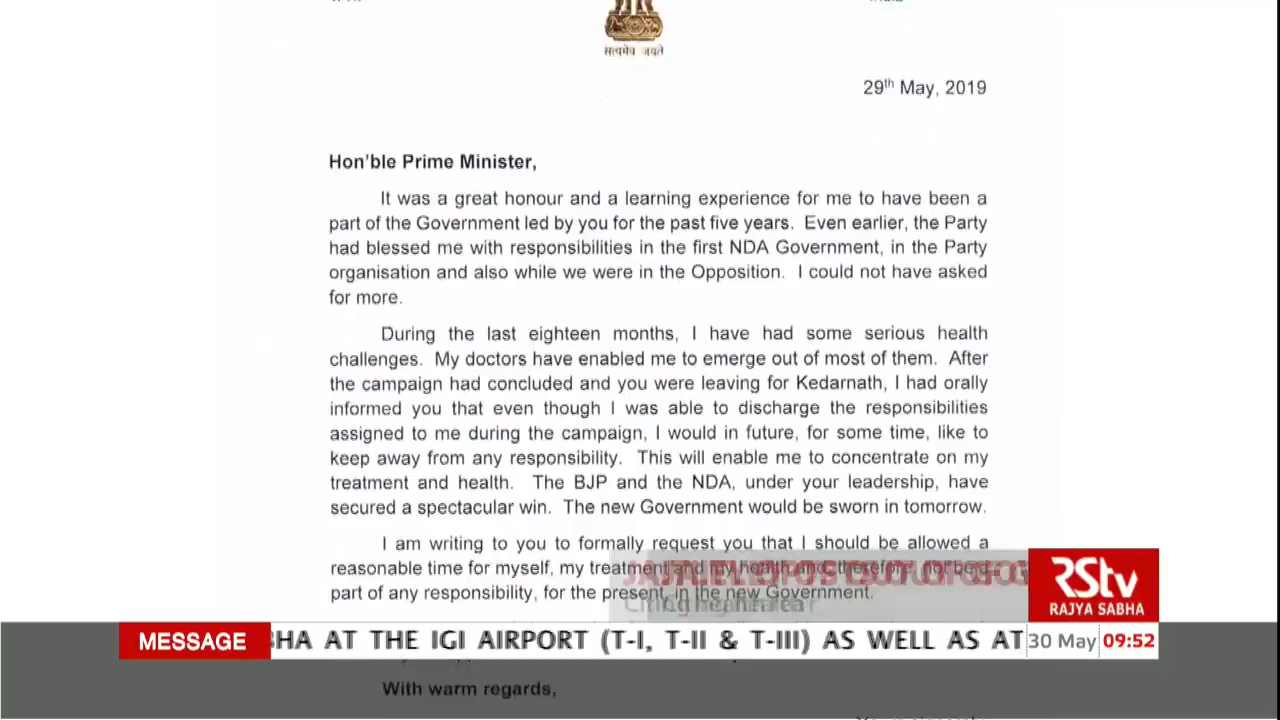 सत्यमेव जयते
29th May, 2019
Hon'ble Prime Minister,
It was a great honour and a learning experience for me to have been a
part of the Government led by you for the past five years. Even earlier, the Party
had blessed me with responsibilities in the first NDA Government, in the Party
organisation and also while we were in the Opposition. I could not have asked
for more.
During the last eighteen months, I have had some serious health
challenges. My doctors have enabled me to emerge out of most of them. After
the campaign had concluded and you were leaving for Kedarnath, I had orally
informed you that even though I was able to discharge the responsibilities
assigned to me during the campaign, I would in future, for some time, like to
keep away from any responsibility. This will enable me to concentrate on my
treatment and health. The BJP and the NDA, under your leadership, have
secured a spectacular win. The new Government would be sworn in tomorrow.
I am writing to you to formally request you that I should be allowed a
reasonable time for myself, my treatment and my health and, therefore, not be a
part of any responsibility, for the present, in the new Government.
RStv
RAJYA SABHA
MESSAGE
BHA AT THE IGI AIRPORT (T-I, T-II & T-III) AS WELL AS AT
30 May 09:52
With warm regards,